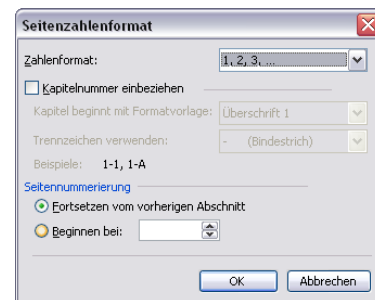 Seitenzahlenformat
Zahlenformat: 1, 2, 3, ...
Kapitelnummer einbeziehen
Kapitel beginnt mit Formatvorlage: Überschrift 1
Trennzeichen verwenden: - (Bindestrich)
Beispiele: 1-1, 1-A
Seitennummerierung
Fortsetzen vom vorherigen Abschnitt
Beginnen bei:
OK Abbrechen